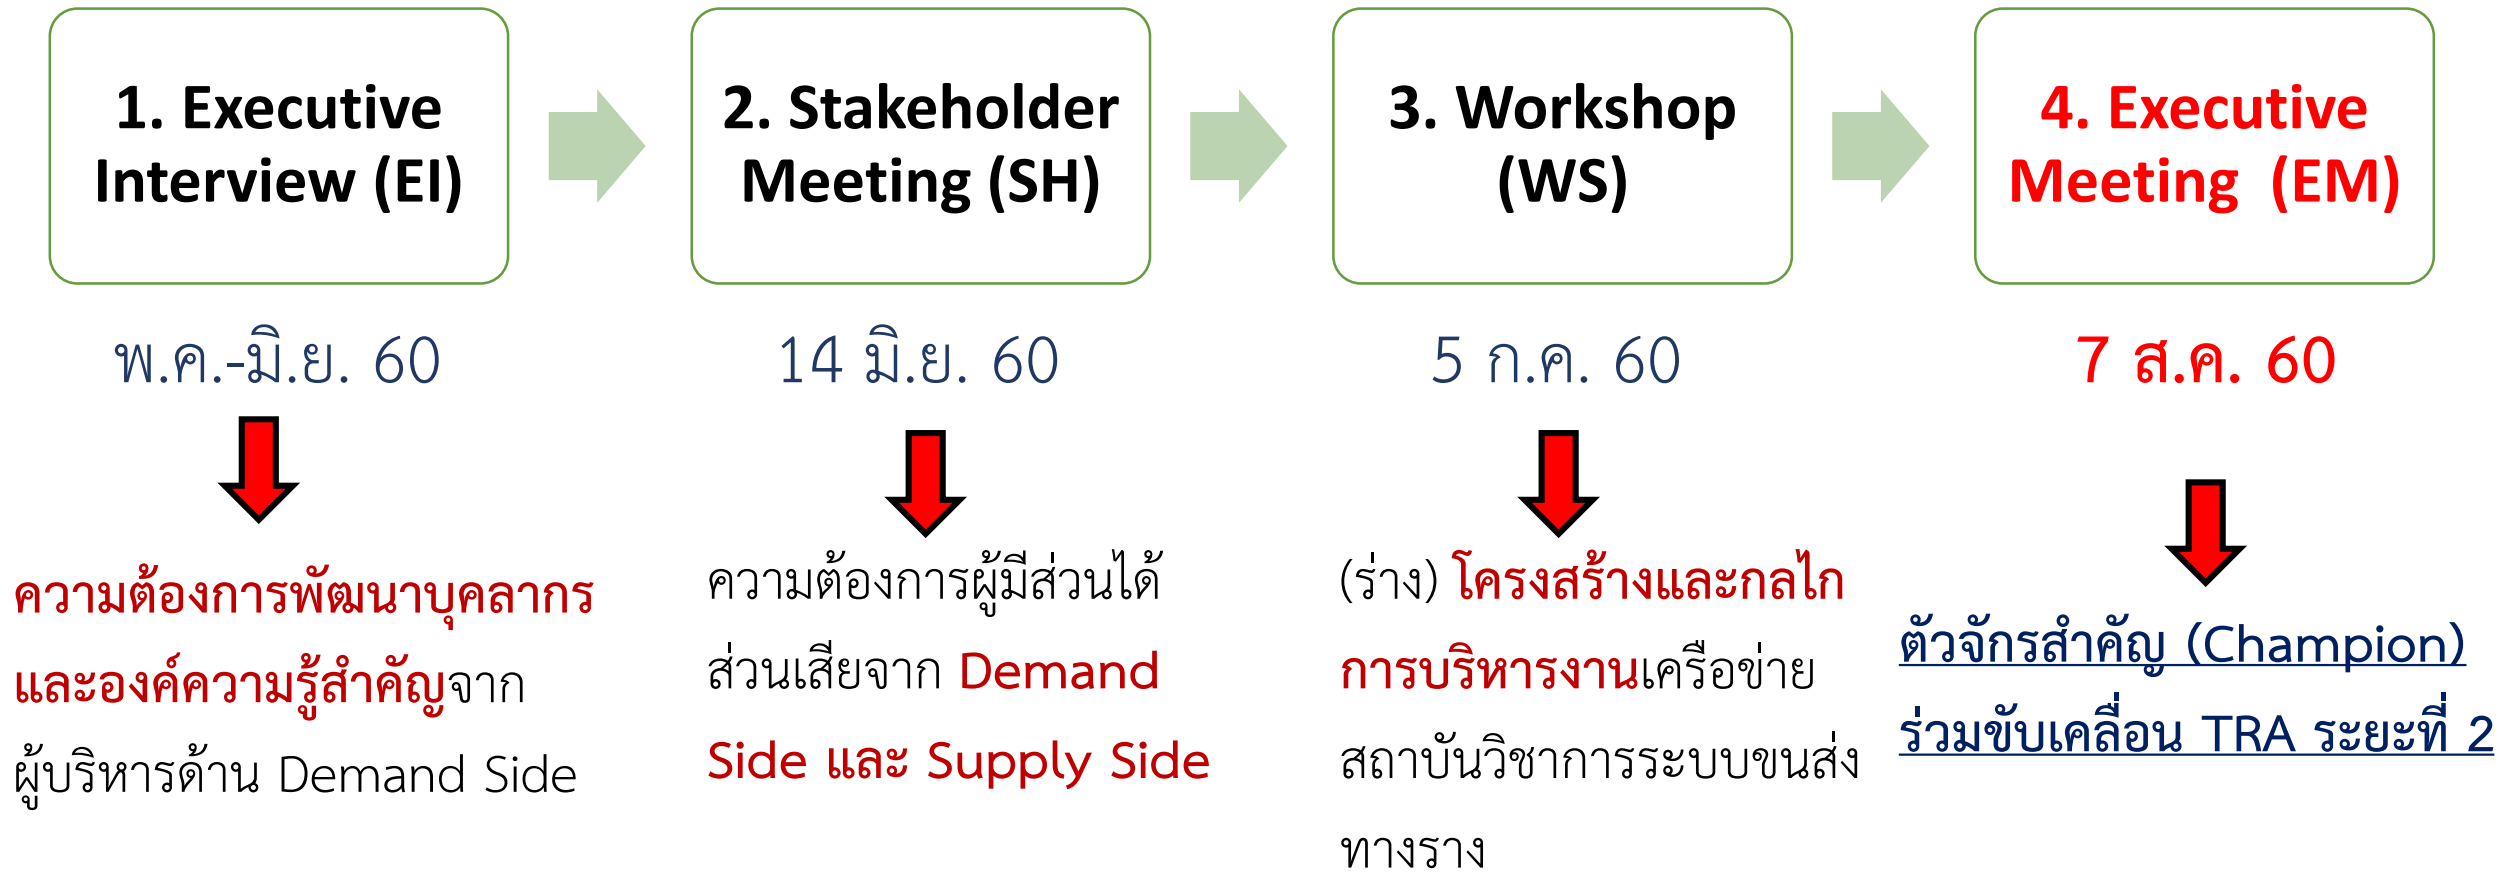 1. Executive
Interview (EI)
2. Stakeholder
Meeting (SH)
3. Workshop
(WS)
4. Executive
Meeting (EM)
พ.ค.-มิ.ย. 60
14 มิ.ย. 60
5 ก.ค. 60
7 ส.ค. 60
ความต้องการพัฒนาบุคลากร
และองค์ความรู้สำคัญจาก
ผู้บริหารด้าน Demand Side
ความต้องการผู้มีส่วนได้
ส่วนเสียจาก Demand
Side และ Supply Side
(ร่าง) โครงสร้างและกลไก
การบริหารงานเครือข่าย
สถาบันวิชาการระบบขนส่ง
ทางราง
ตัวจักรสำคัญ (Champion)
ร่วมขับเคลื่อน TRA ระยะที่ 2